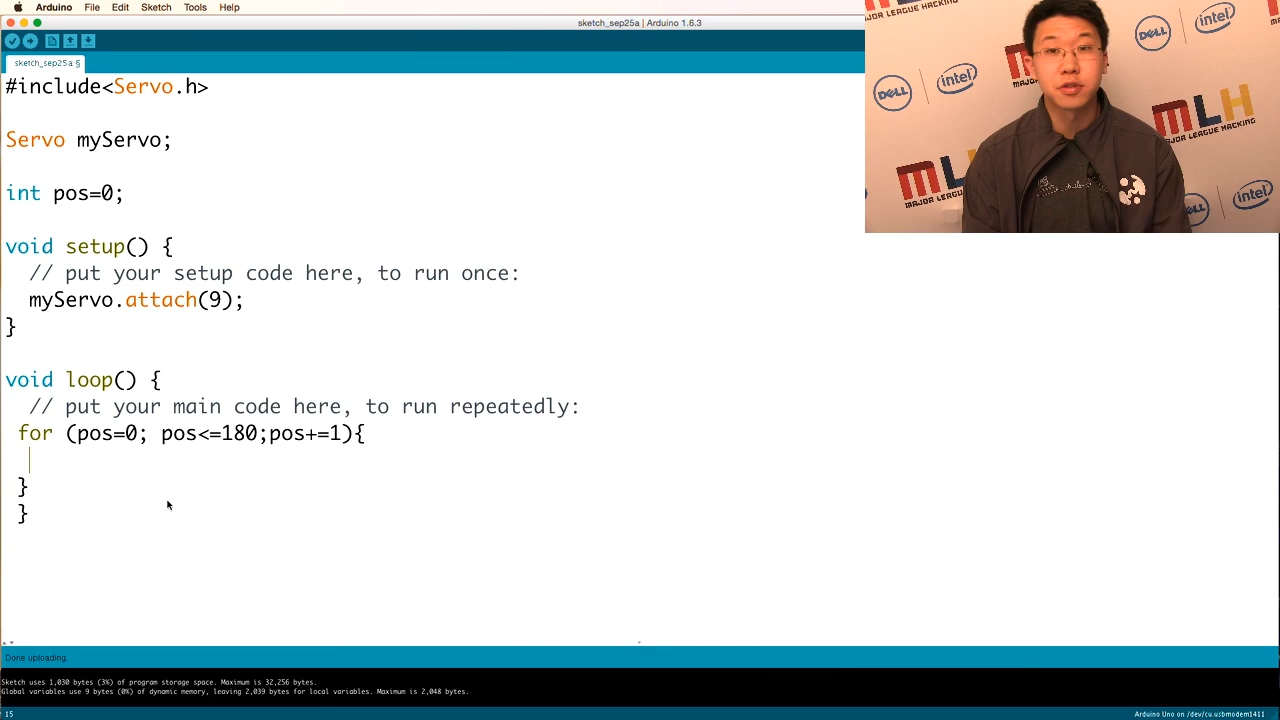 Arduino File Edit Sketch Tools Help
sketch_sep25a | Arduino 1.6.3
sketch_sep25a §
#include<Servo.h>
Servo myServo;
int pos=0;
void setup() {
// put your setup code here, to run once:
myServo.attach(9);
}
void loop() {
// put your main code here, to run repeatedly:
for (pos=0; pos<=180;pos+=1){
}
}
Done uploading.
Sketch uses 1,030 bytes (3%) of program storage space. Maximum is 32,256 bytes.
Global variables use 9 bytes (0%) of dynamic memory, leaving 2,039 bytes for local variables. Maximum is 2,048 bytes.
15
Arduino Uno on /dev/cu.usbmodem1411
intel
DELL
intel
DELL
MLH
MAJOR LEAGUE HACKING
intel